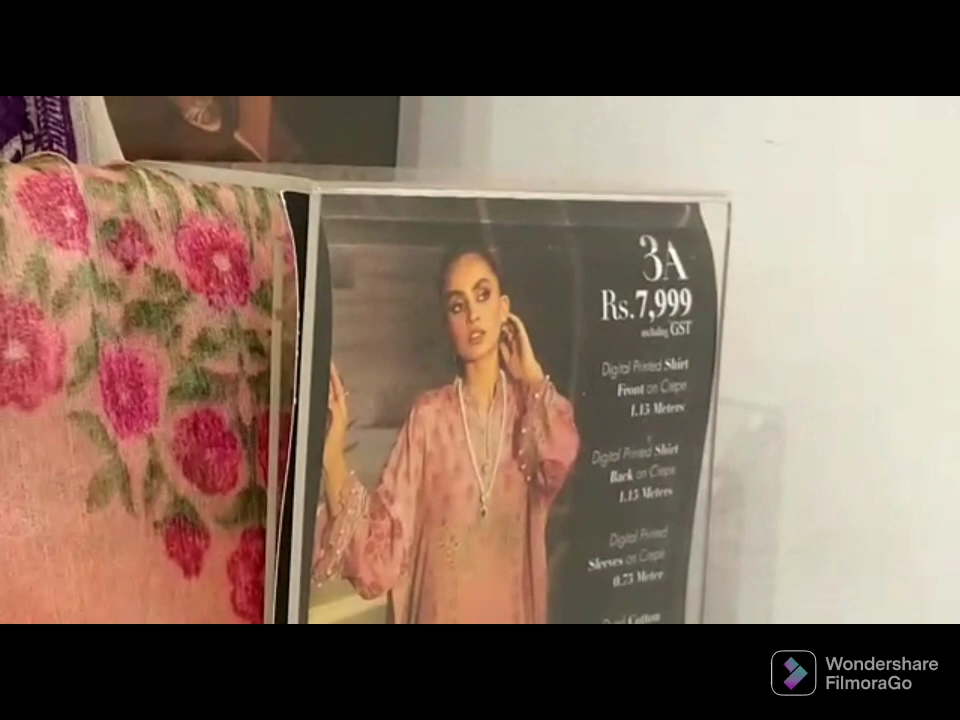 3A
Rs.7,999
including GST
Digital Printed Shirt
Front on Crepe
1.15 Meters
Digital Printed Shirt
Back on Crepe
1.15 Meters
Digital Printed
Sleeves on Crepe
0.75 Meter
Cotton
Wondershare
FilmoraGo